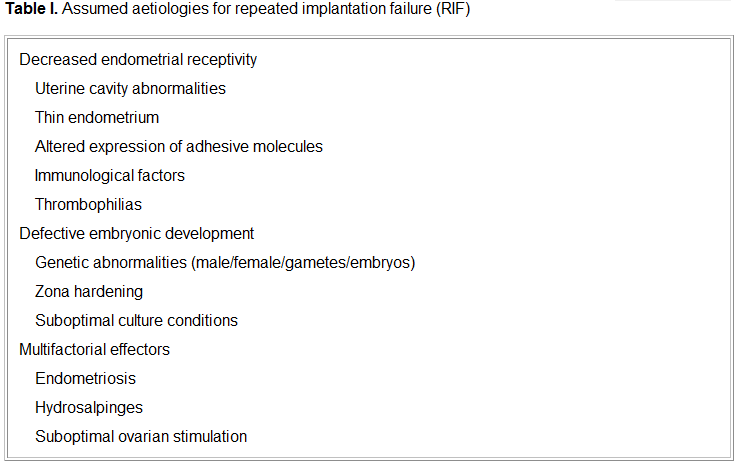 Table I. Assumed aetiologies for repeated implantation failure (RIF)
Decreased endometrial receptivity
Uterine cavity abnormalities
Thin endometrium
Altered expression of adhesive molecules
Immunological factors
Thrombophilias
Defective embryonic development
Genetic abnormalities (male/female/gametes/embryos)
Zona hardening
Suboptimal culture conditions
Multifactorial effectors
Endometriosis
Hydrosalpinges
Suboptimal ovarian stimulation